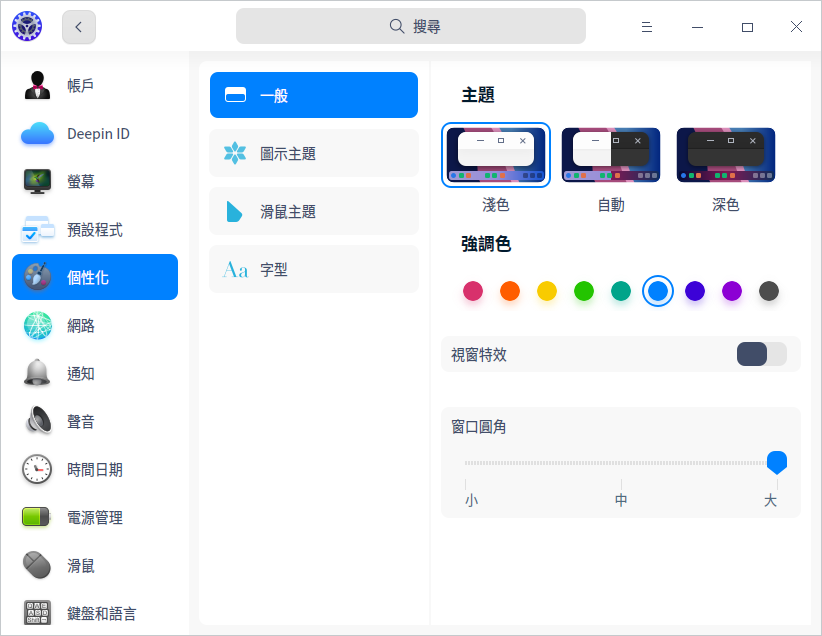 搜尋
帳戶
Deepin ID
螢幕
預設程式
個性化
網路
通知
聲音
時間日期
電源管理
滑鼠
鍵盤和語言
一般
圖示主題
滑鼠主題
Aa 字型
主題
淺色 自動 深色
強調色
視窗特效
窗口圓角
小 中 大